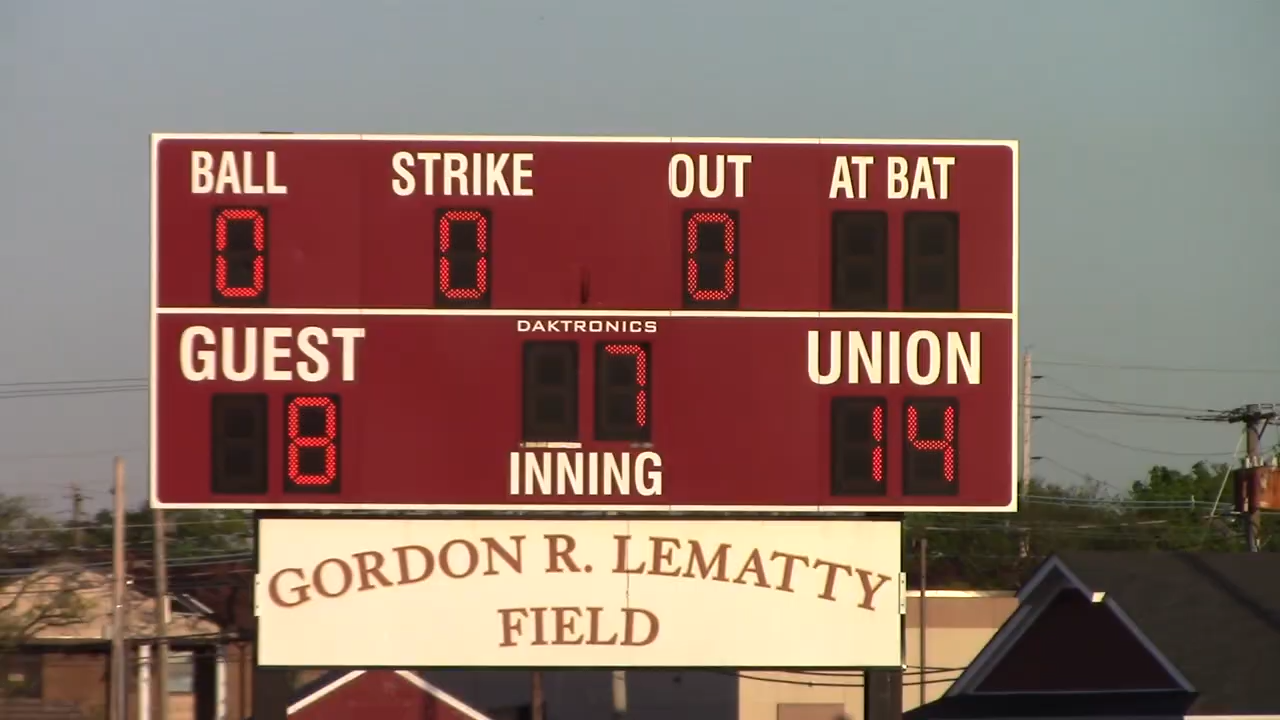 BALL STRIKE OUT AT BAT
0 0 0
DAKTRONICS
GUEST 7 UNION
8 14
INNING
GORDON R. LEMATTY
FIELD